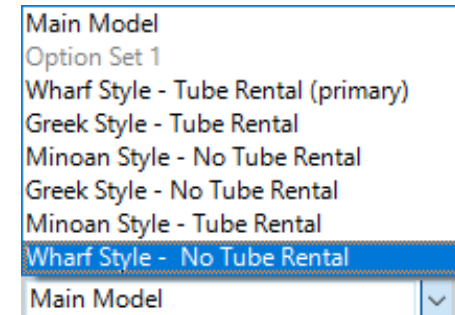 Main Model
Option Set 1
Wharf Style - Tube Rental (primary)
Greek Style - Tube Rental
Minoan Style - No Tube Rental
Greek Style - No Tube Rental
Minoan Style - Tube Rental
Wharf Style -  No Tube Rental
Main Model